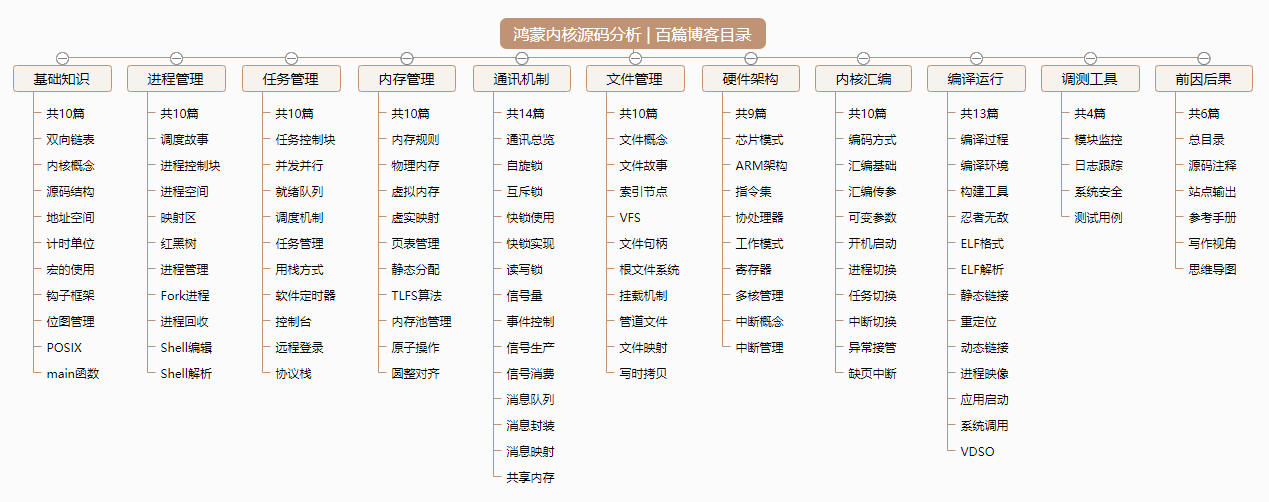 鸿蒙内核源码分析 | 百篇博客目录
基础知识
共10篇
双向链表
内核概念
源码结构
地址空间
计时单位
宏的使用
钩子框架
位图管理
POSIX
main函数
进程管理
共10篇
调度故事
进程控制块
进程空间
映射区
红黑树
进程管理
Fork进程
进程回收
Shell编辑
Shell解析
任务管理
共10篇
任务控制块
并发并行
就绪队列
调度机制
任务管理
用栈方式
软件定时器
控制台
远程登录
协议栈
内存管理
共10篇
内存规则
物理内存
虚拟内存
虚实映射
页表管理
静态分配
TLFS算法
内存池管理
原子操作
圆整对齐
通讯机制
共14篇
通讯总览
自旋锁
互斥锁
快锁使用
快锁实现
读写锁
信号量
事件控制
信号生产
信号消费
消息队列
消息封装
消息映射
共享内存
文件管理
共10篇
文件概念
文件故事
索引节点
VFS
文件句柄
根文件系统
挂载机制
管道文件
文件映射
写时拷贝
硬件架构
共9篇
芯片模式
ARM架构
指令集
协处理器
工作模式
寄存器
多核管理
中断概念
中断管理
内核汇编
共10篇
编码方式
汇编基础
汇编传参
可变参数
开机启动
进程切换
任务切换
中断切换
异常接管
缺页中断
编译运行
共13篇
编译过程
编译环境
构建工具
忍者无敌
ELF格式
ELF解析
静态链接
重定位
动态链接
进程映像
应用启动
系统调用
VDSO
调测工具
共4篇
模块监控
日志跟踪
系统安全
测试用例
前因后果
共6篇
总目录
源码注释
站点输出
参考手册
写作视角
思维导图